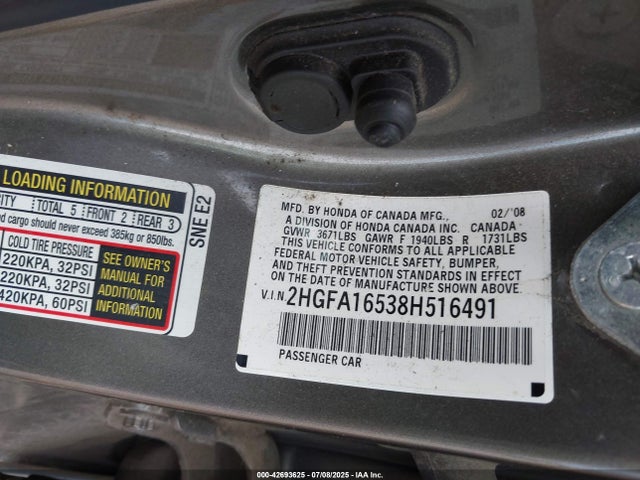 LOADING INFORMATION
CITY TOTAL 5 FRONT 2 REAR 3
and cargo should never exceed 385kg or 850lbs.
COLD TIRE PRESSURE
220KPA, 32PSI
220KPA, 32PSI
420KPA, 60PSI
SEE OWNER'S
MANUAL FOR
ADDITIONAL
INFORMATION
SNE E2
MFD. BY HONDA OF CANADA MFG., 02/'08
A DIVISION OF HONDA CANADA INC. CANADA
GVWR 3671LBS GAWR F 1940LBS R 1731LBS
THIS VEHICLE CONFORMS TO ALL APPLICABLE
FEDERAL MOTOR VEHICLE SAFETY, BUMPER,
AND THEFT PREVENTION STANDARDS IN EFFECT
ON THE DATE OF MANUFACTURE SHOWN ABOVE.
V.I.N. 2HGFA16538H516491
PASSENGER CAR
000-42693625 - 07/08/2025 - IAA Inc.